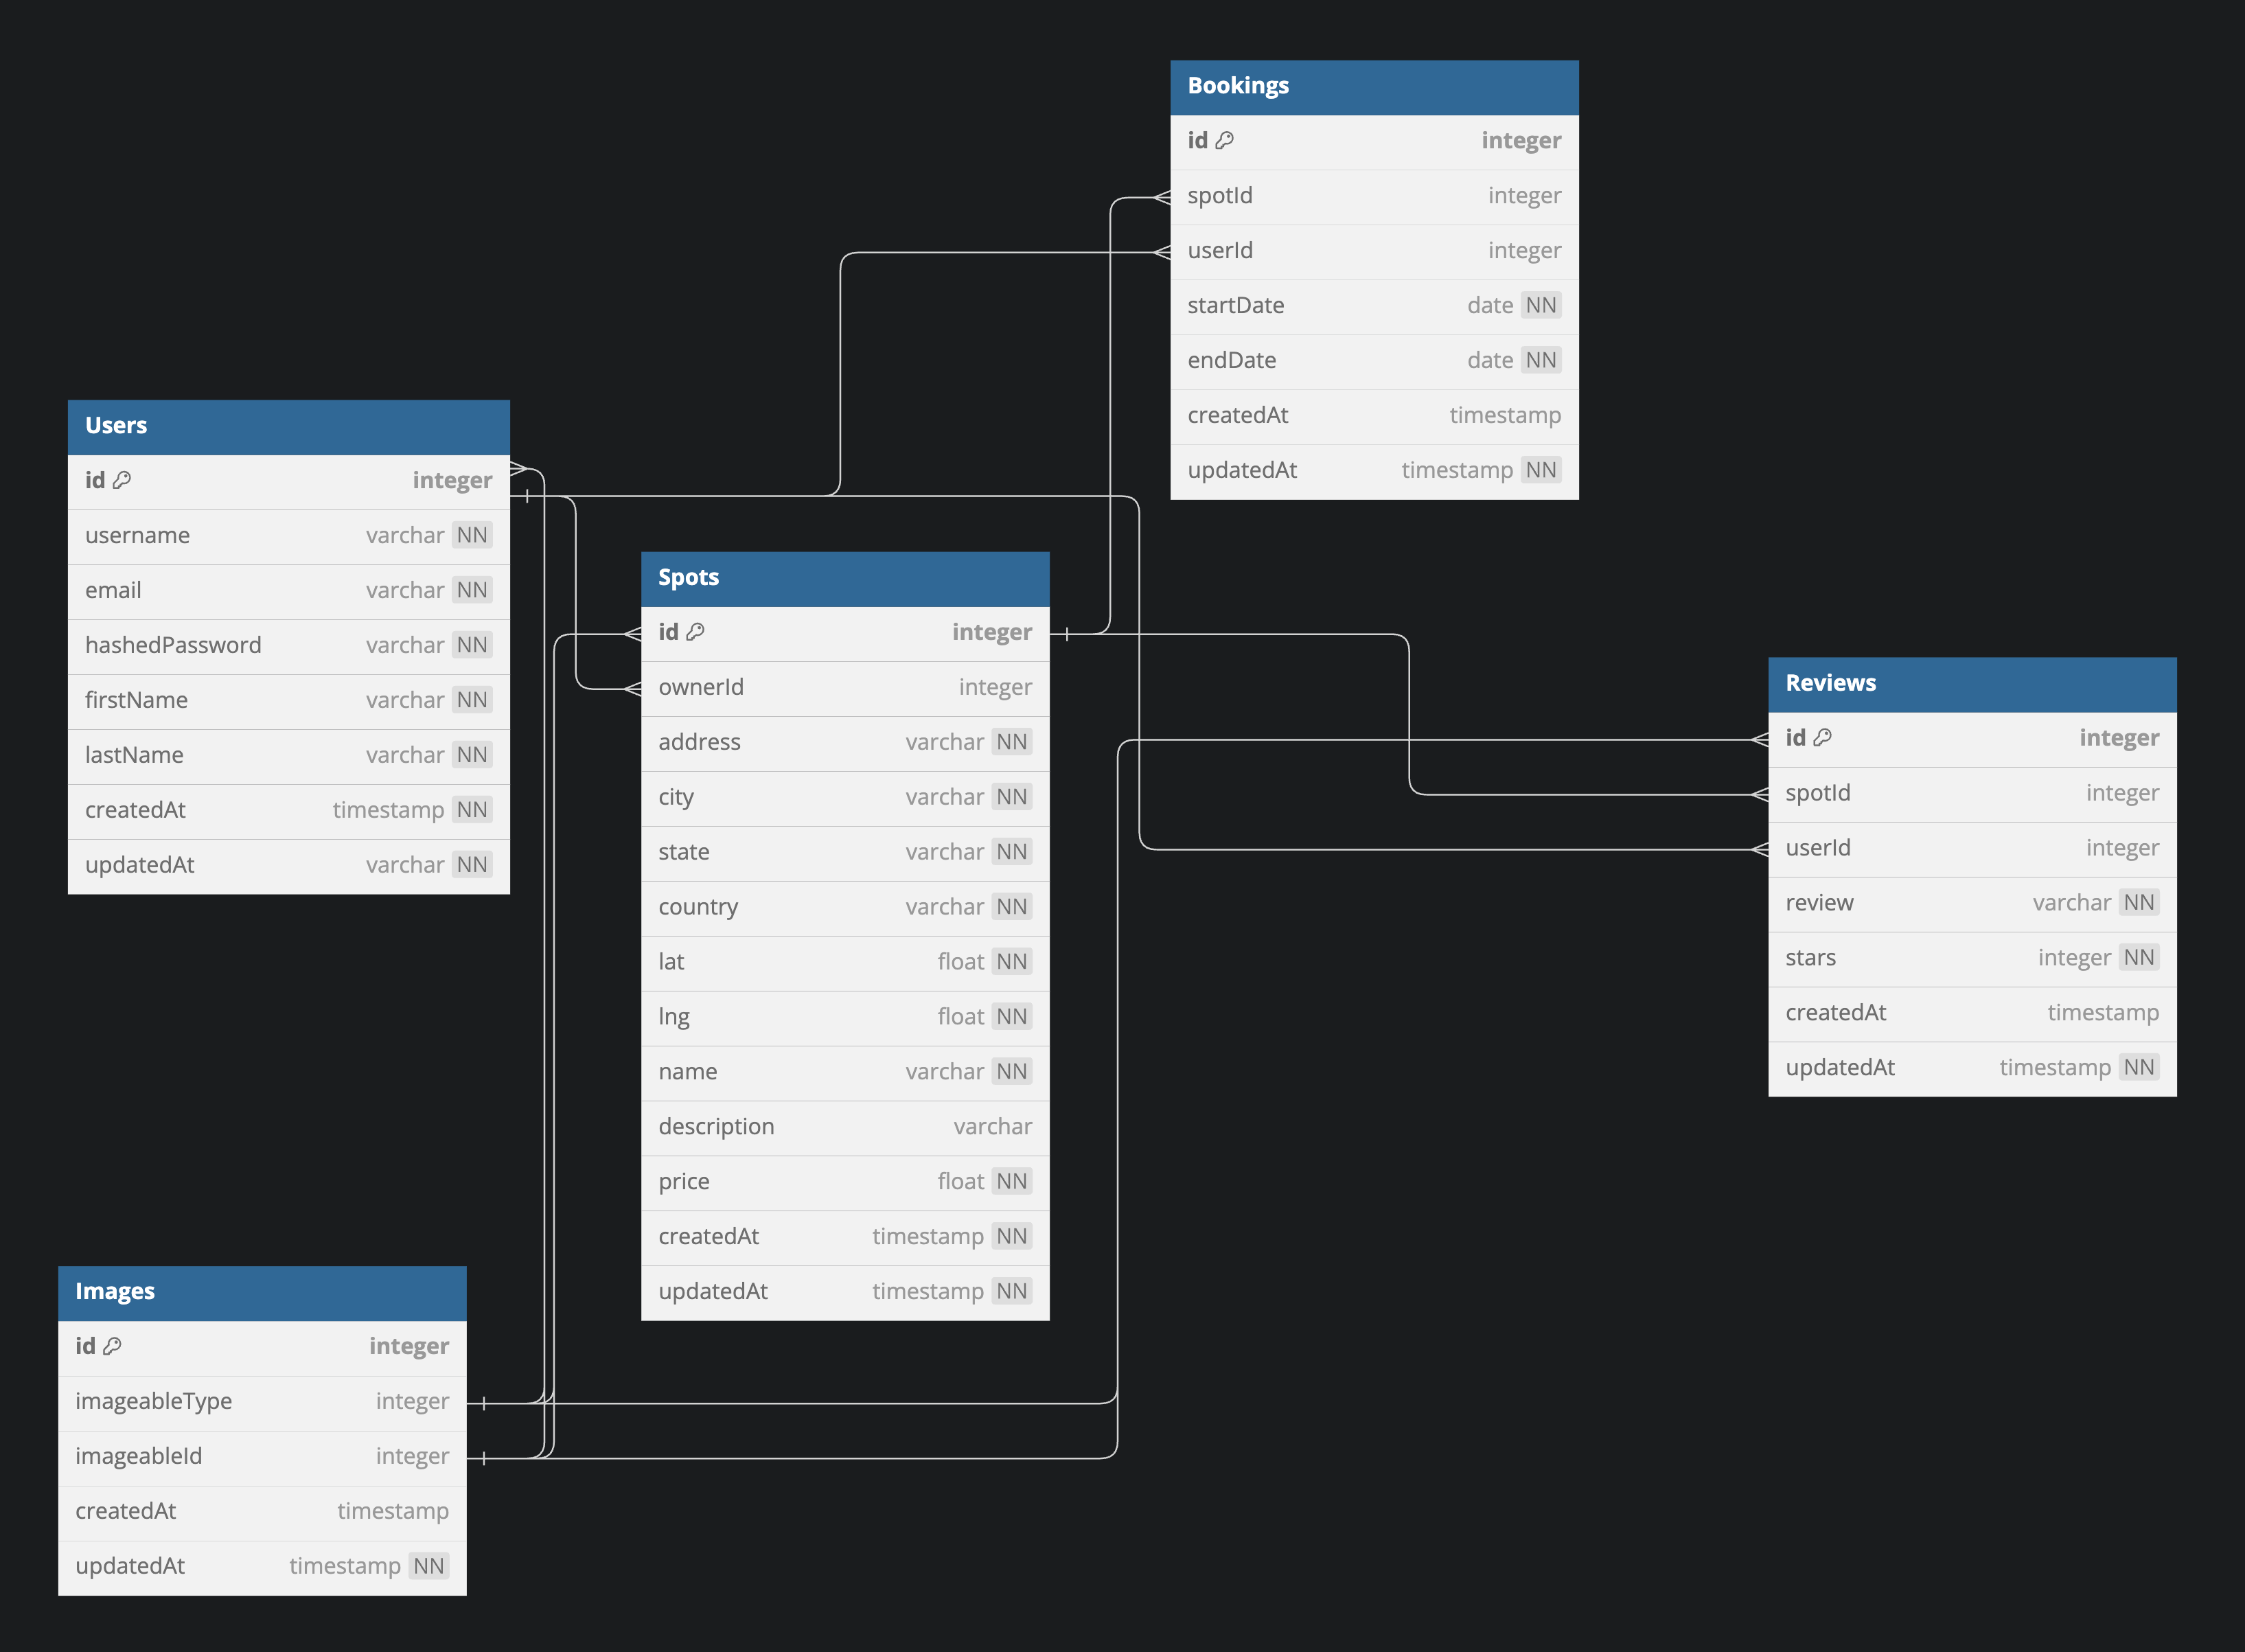 Bookings
id integer
spotId integer
userId integer
startDate date NN
endDate date NN
createdAt timestamp
updatedAt timestamp NN
Users
id integer
username varchar NN
email varchar NN
hashedPassword varchar NN
firstName varchar NN
lastName varchar NN
createdAt timestamp NN
updatedAt varchar NN
Spots
id integer
ownerId integer
address varchar NN
city varchar NN
state varchar NN
country varchar NN
lat float NN
lng float NN
name varchar NN
description varchar
price float NN
createdAt timestamp NN
updatedAt timestamp NN
Reviews
id integer
spotId integer
userId integer
review varchar NN
stars integer NN
createdAt timestamp
updatedAt timestamp NN
Images
id integer
imageableType integer
imageableId integer
createdAt timestamp
updatedAt timestamp NN